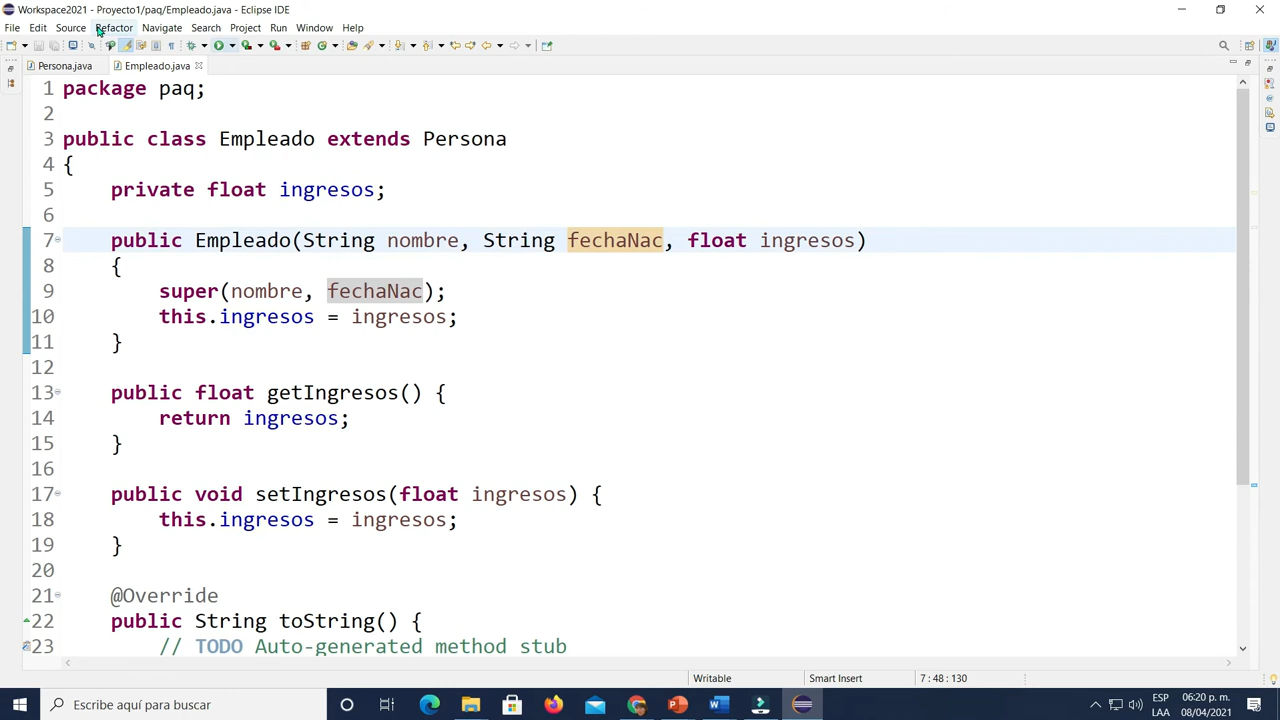 Workspace2021 - Proyecto1/paq/Empleado.java - Eclipse IDE
File Edit Source Refactor Navigate Search Project Run Window Help
Persona.java Empleado.java
1 package paq;
2
3 public class Empleado extends Persona
4 {
5 private float ingresos;
6
7 public Empleado(String nombre, String fechaNac, float ingresos)
8 {
9 super(nombre, fechaNac);
10 this.ingresos = ingresos;
11 }
12
13 public float getIngresos() {
14 return ingresos;
15 }
16
17 public void setIngresos(float ingresos) {
18 this.ingresos = ingresos;
19 }
20
21 @Override
22 public String toString() {
23 // TODO Auto-generated method stub
Writable Smart Insert 7 : 48 : 130
Escribe aquí para buscar
ESP 06:20 p. m.
LAA 08/04/2021